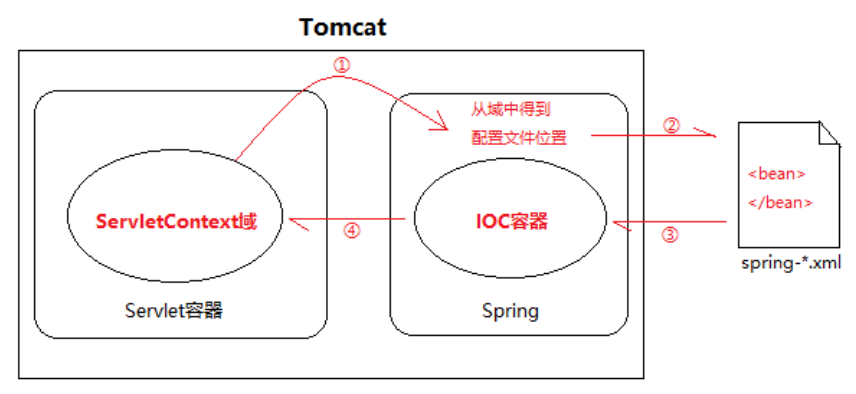 Tomcat
①
从域中得到
配置文件位置
②
<bean>
</bean>
ServletContext域
④
IOC容器
③
spring-*.xml
Servlet容器
Spring